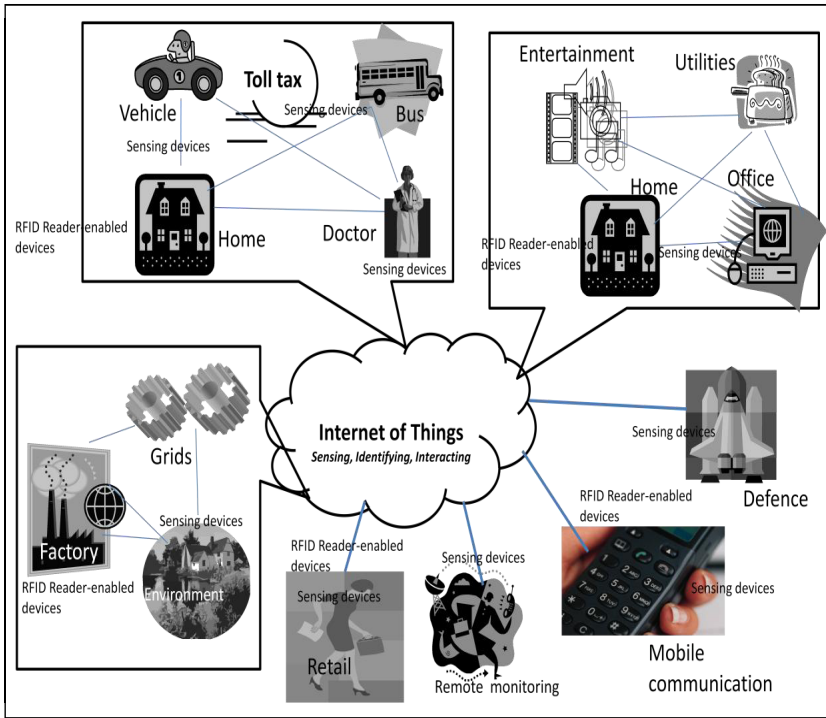 Toll tax
Vehicle
Sensing devices
Bus
Sensing devices
RFID Reader-enabled
devices
Home
Doctor
Sensing devices
Entertainment
Utilities
Home
Office
RFID Reader-enabled
devices
Sensing devices
Internet of Things
Sensing, Identifying, Interacting
Grids
Sensing devices
Factory
RFID Reader-enabled
devices
Environment
Sensing devices
Defence
RFID Reader-enabled
devices
Sensing devices
Mobile
communication
RFID Reader-enabled
devices
Sensing devices
Retail
Sensing devices
Remote monitoring